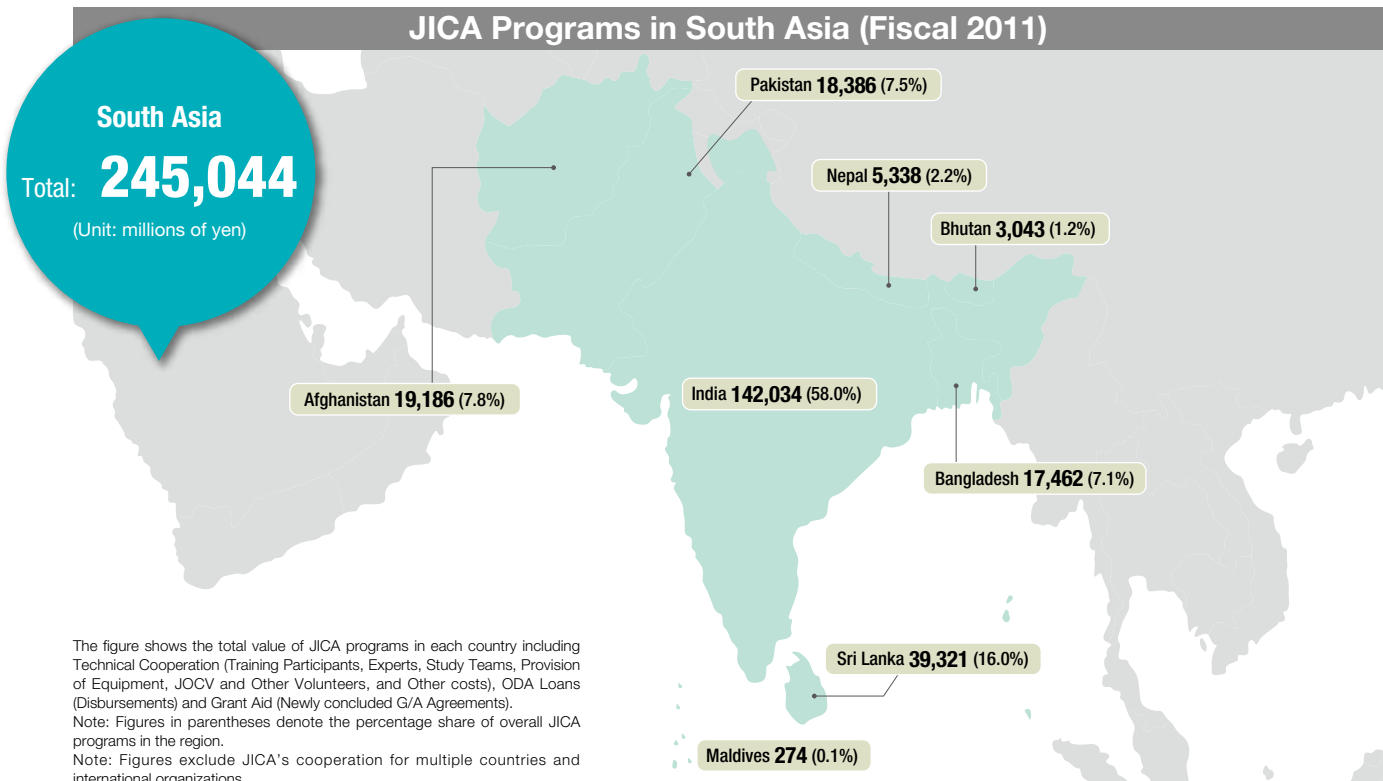 JICA Programs in South Asia (Fiscal 2011)
South Asia
Total: 245,044
(Unit: millions of yen)
Pakistan 18,386 (7.5%)
Nepal 5,338 (2.2%)
Bhutan 3,043 (1.2%)
Afghanistan 19,186 (7.8%)
India 142,034 (58.0%)
Bangladesh 17,462 (7.1%)
Sri Lanka 39,321 (16.0%)
Maldives 274 (0.1%)
The figure shows the total value of JICA programs in each country including
Technical Cooperation (Training Participants, Experts, Study Teams, Provision
of Equipment, JOCV and Other Volunteers, and Other costs), ODA Loans
(Disbursements) and Grant Aid (Newly concluded G/A Agreements).
Note: Figures in parentheses denote the percentage share of overall JICA
programs in the region.
Note: Figures exclude JICA's cooperation for multiple countries and
international organizations.